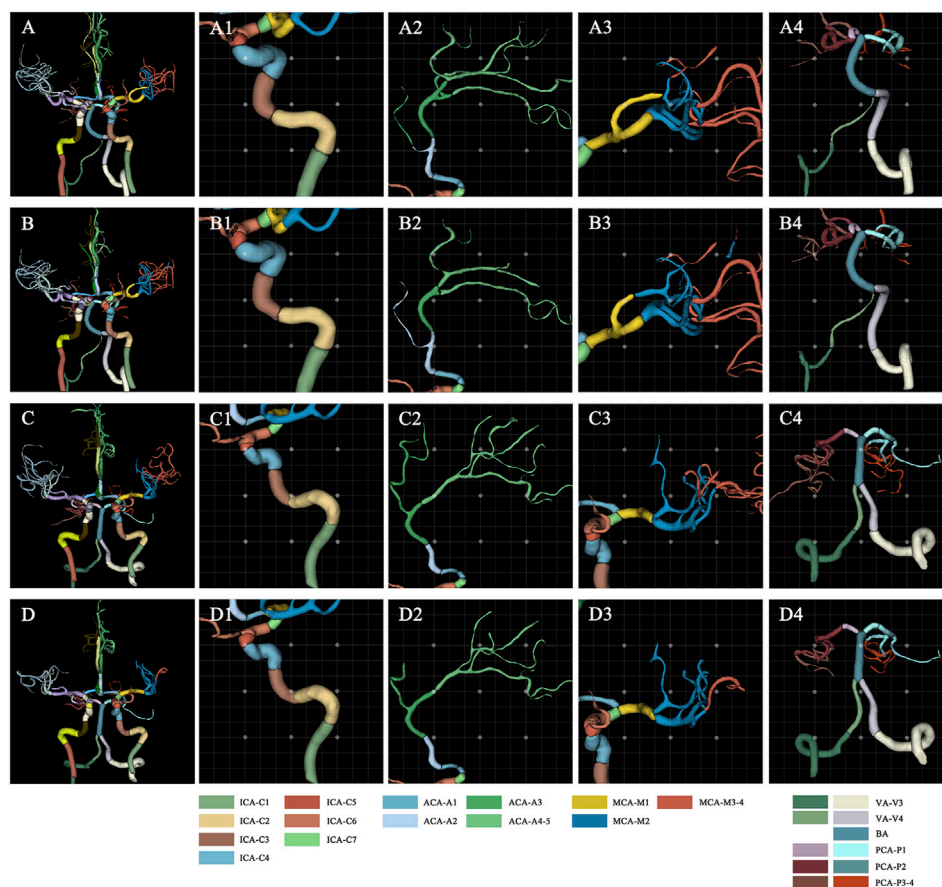 A A1 A2 A3 A4
B B1 B2 B3 B4
C C1 C2 C3 C4
D D1 D2 D3 D4
ICA-C1 ICA-C5 ACA-A1 ACA-A3 MCA-M1 MCA-M3-4 VA-V3
ICA-C2 ICA-C6 ACA-A2 ACA-A4-5 MCA-M2 VA-V4
ICA-C3 ICA-C7 BA
ICA-C4 PCA-P1
PCA-P2
PCA-P3-4